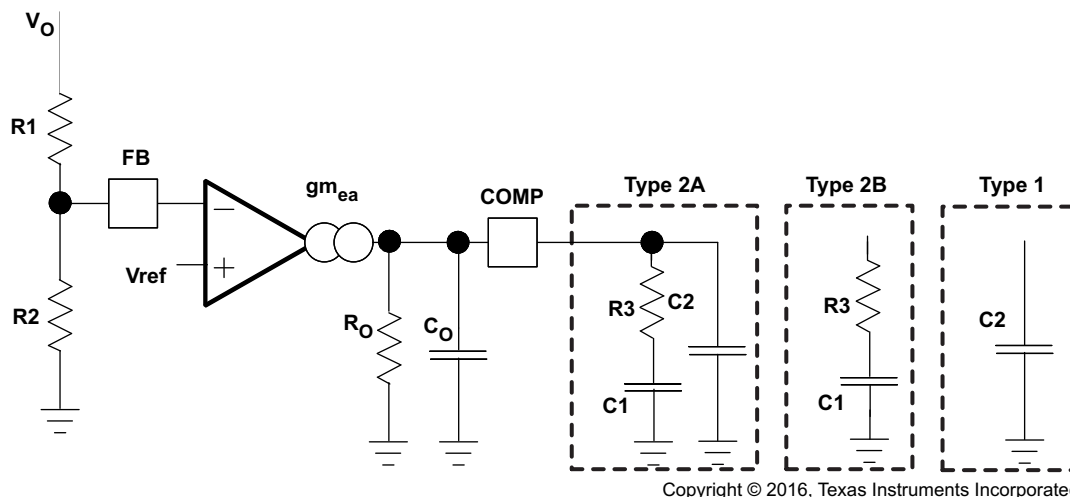 VO
R1
R2
FB
Vref
gmea
RO
CO
COMP
Type 2A
R3
C2
C1
Type 2B
R3
C1
Type 1
C2
Copyright © 2016, Texas Instruments Incorporated